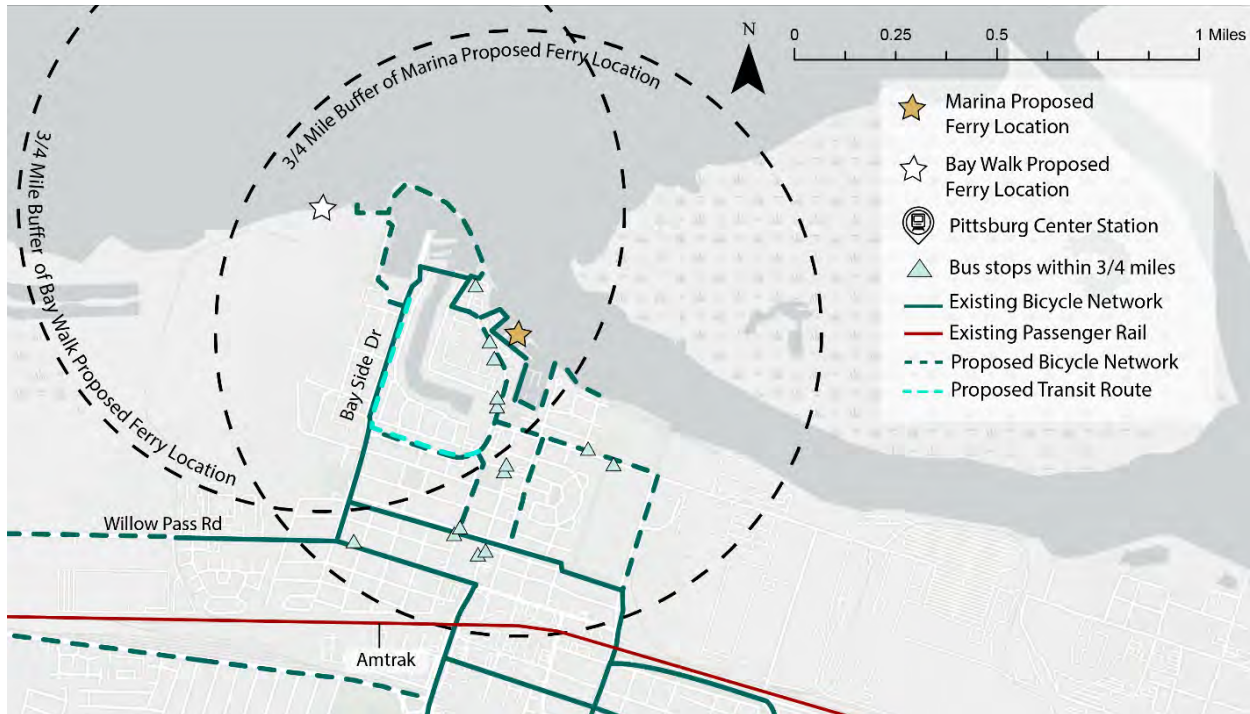 N
0 0.25 0.5 1 Miles
3/4 Mile Buffer of Marina Proposed Ferry Location
3/4 Mile Buffer of Bay Walk Proposed Ferry Location
Marina Proposed
Ferry Location
Bay Walk Proposed
Ferry Location
Pittsburg Center Station
Bus stops within 3/4 miles
Existing Bicycle Network
Existing Passenger Rail
Proposed Bicycle Network
Proposed Transit Route
Bay Side Dr
Willow Pass Rd
Amtrak